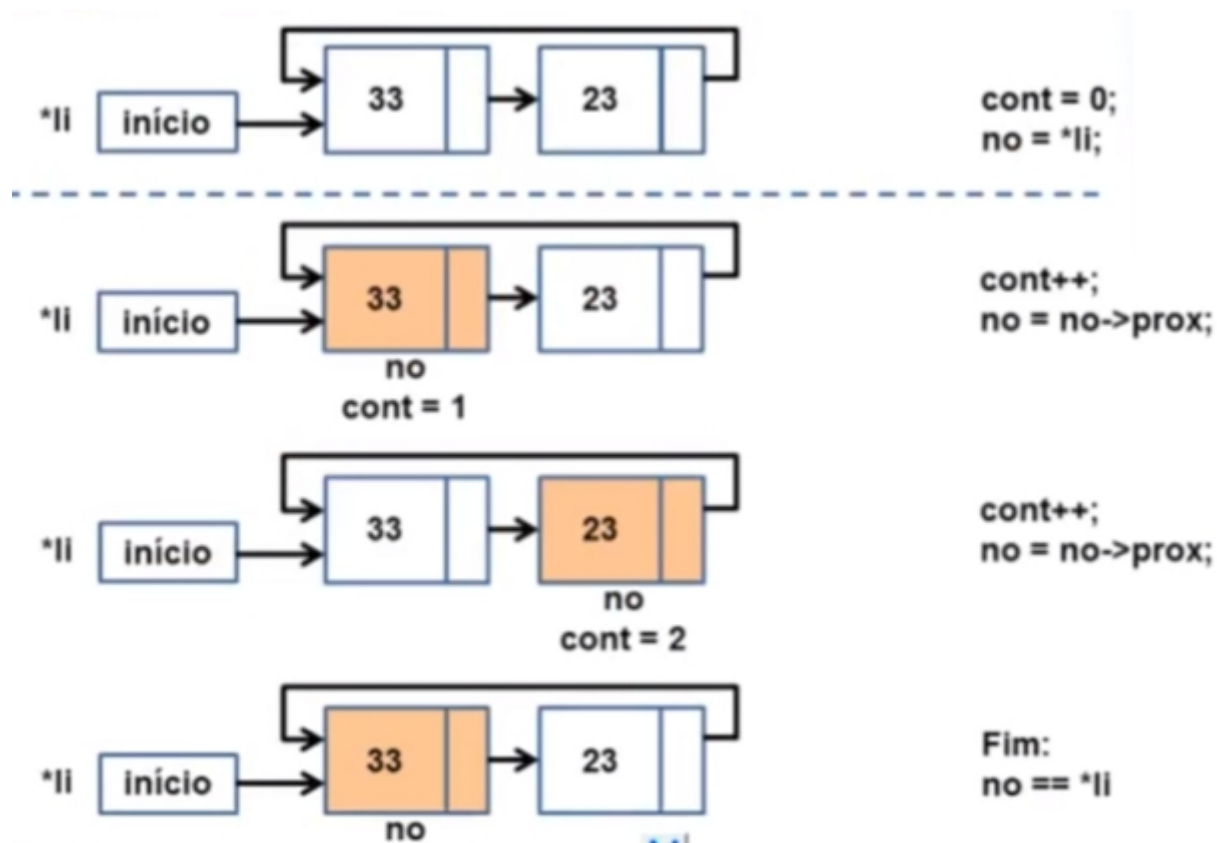 33
23
*li
início
cont = 0;
no = *li;
33
23
*li
início
cont++;
no = no->prox;
no
cont = 1
33
23
*li
início
cont++;
no = no->prox;
no
cont = 2
33
23
*li
início
Fim:
no == *li
no